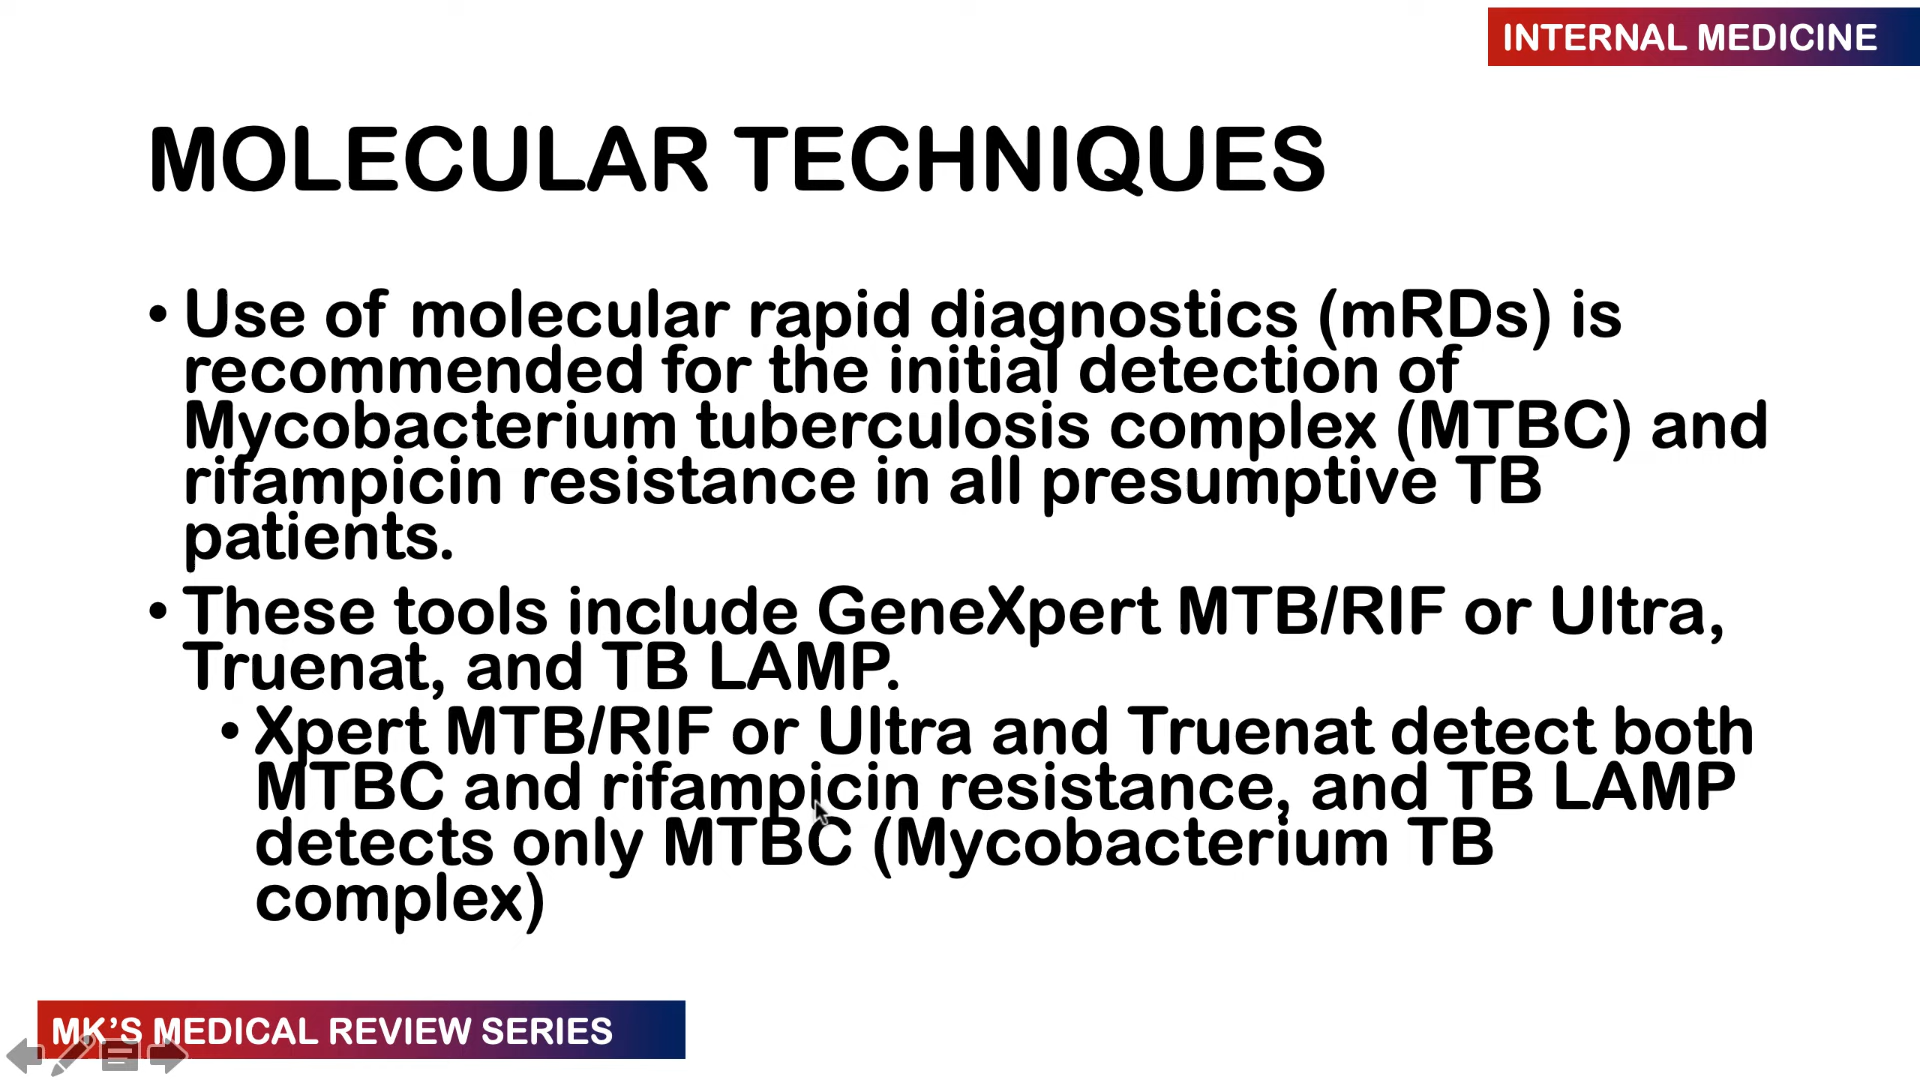 INTERNAL MEDICINE
MOLECULAR TECHNIQUES
• Use of molecular rapid diagnostics (mRDs) is
recommended for the initial detection of
Mycobacterium tuberculosis complex (MTBC) and
rifampicin resistance in all presumptive TB
patients.
• These tools include GeneXpert MTB/RIF or Ultra,
Truenat, and TB LAMP.
• Xpert MTB/RIF or Ultra and Truenat detect both
MTBC and rifampicin resistance, and TB LAMP
detects only MTBC (Mycobacterium TB
complex)
MK’S MEDICAL REVIEW SERIES